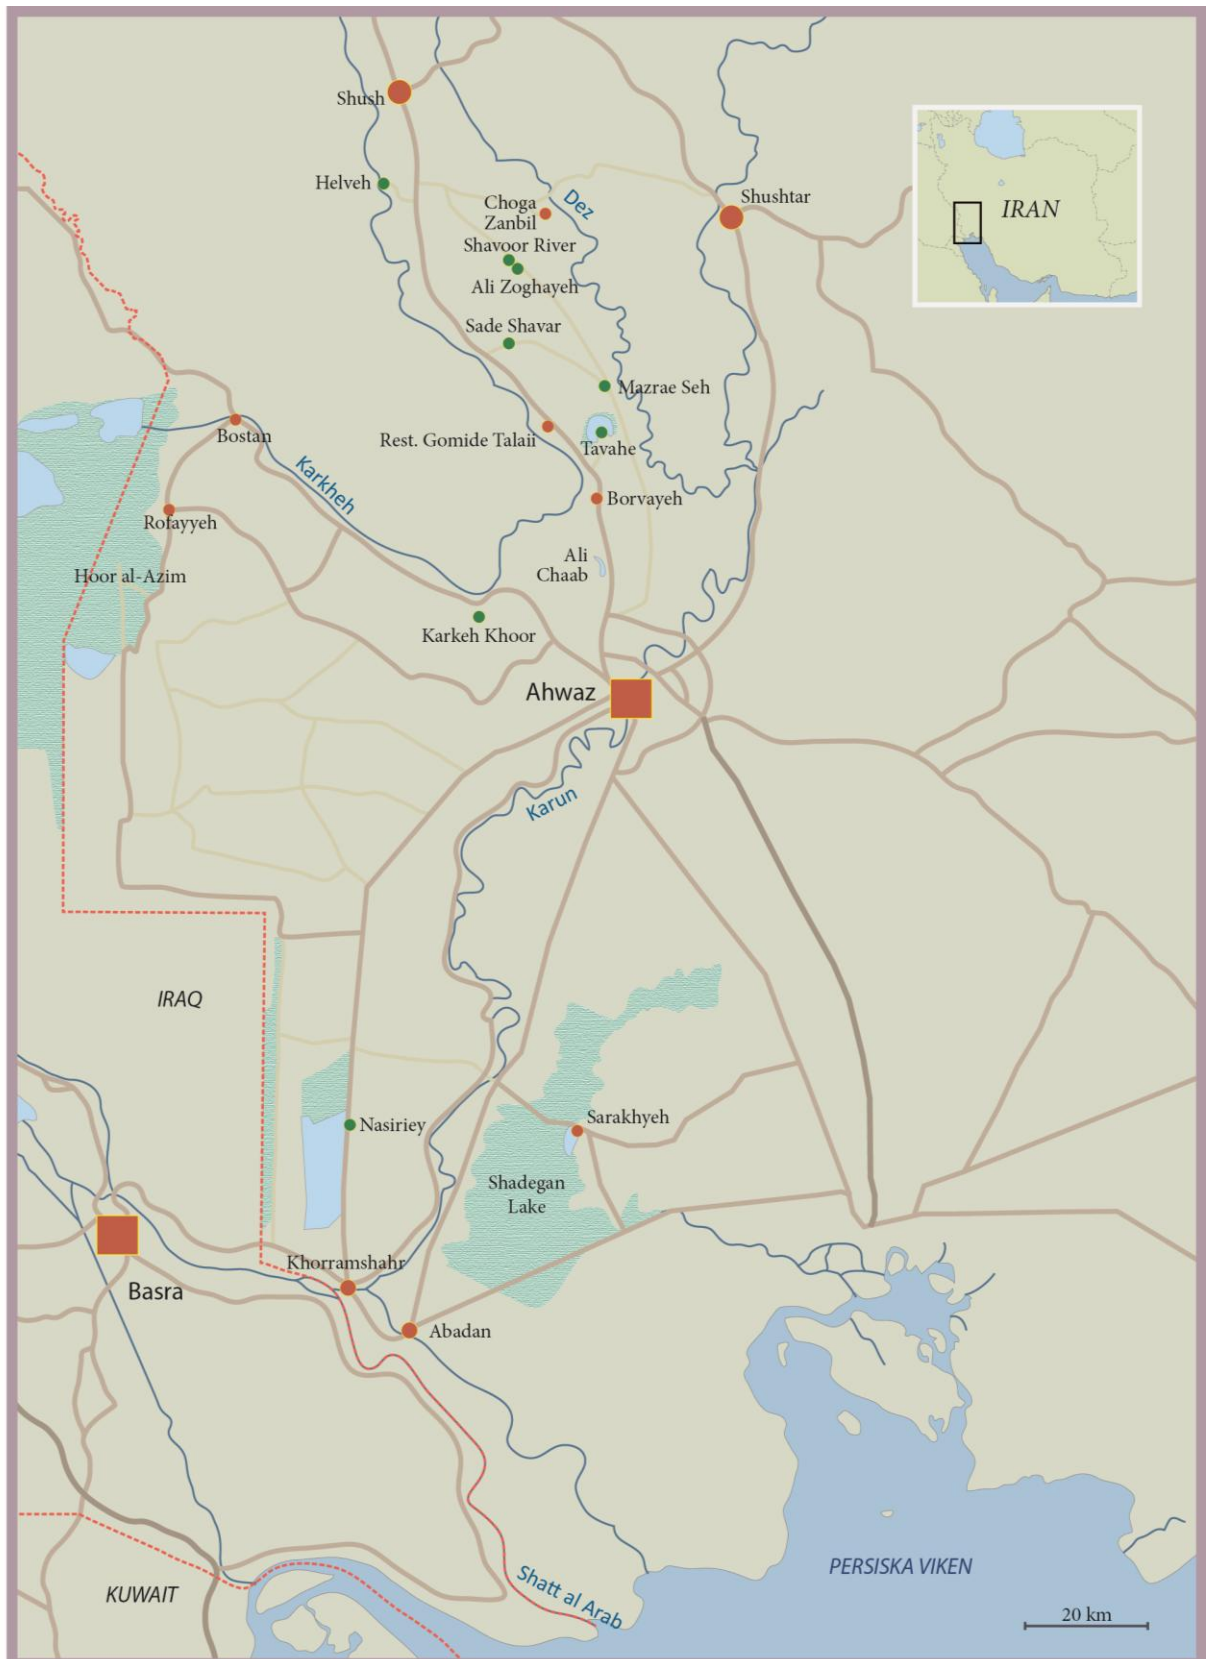 Shush
Helveh
Choga
Zanbil
Dez
Shushtar
IRAN
Shavoor River
Ali Zoghayeh
Sade Shavar
Mazrae Seh
Bostan
Rest. Gomide Talaii
Tavahe
Karkheh
Borvayeh
Rofayyeh
Ali
Chaab
Hoor al-Azim
Karkeh Khoor
Ahwaz
Karun
IRAQ
Nasiriey
Sarakhyeh
Shadegan
Lake
Khorramshahr
Basra
Abadan
PERSISKA VIKEN
KUWAIT
Shatt al Arab
20 km